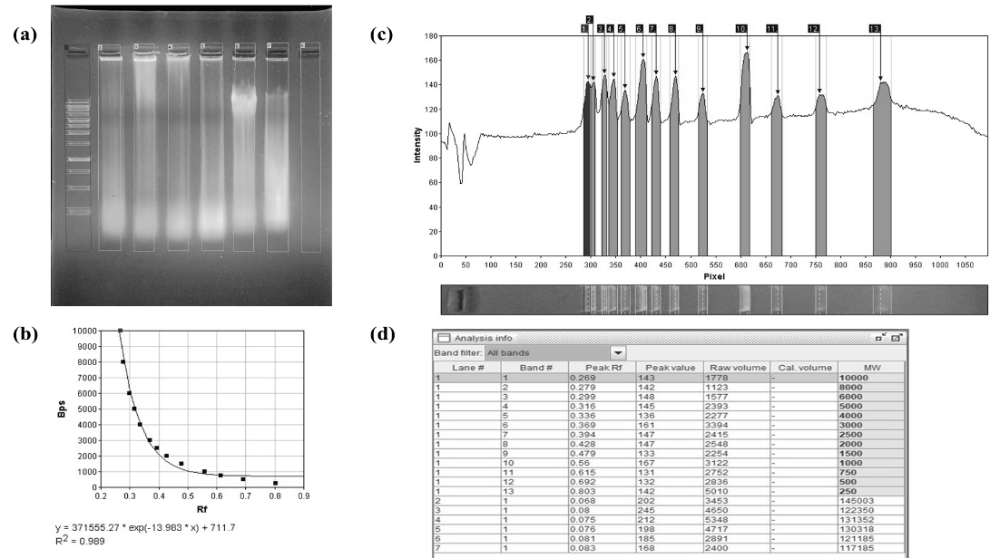 (a)
(b)
10000
9000
8000
7000
6000
5000
4000
3000
2000
1000
0
Bps
0.2 0.3 0.4 0.5 0.6 0.7 0.8 0.9
Rf
y = 371555.27 * exp(-13.983 * x) + 711.7
R2 = 0.989
(c)
1. 2. 3. 4. 5. 6. 7. 8. 9. 10. 11. 12. 13.
180
160
140
120
100
80
60
40
20
0
Intensity
0 50 100 150 200 250 300 350 400 450 500 550 600 650 700 750 800 850 900 950 1000 1050
Pixel
(d)
Analysis info
Band filter: All bands
Lane # Band # Peak Rf Peak value Raw volume Cal. volume MW
1 1 0.269 143 1778 - 10000
1 2 0.279 142 1123 - 8000
1 3 0.299 148 1577 - 6000
1 4 0.316 145 2393 - 5000
1 5 0.336 136 2277 - 4000
1 6 0.369 161 3394 - 3000
1 7 0.394 147 2415 - 2500
1 8 0.428 147 2548 - 2000
1 9 0.479 133 2254 - 1500
1 10 0.56 167 3122 - 1000
1 11 0.615 131 2752 - 750
1 12 0.692 132 2836 - 500
1 13 0.803 142 5010 - 250
2 1 0.068 202 3453 - 145003
3 1 0.08 245 4650 - 122350
4 1 0.075 212 5348 - 131352
5 1 0.076 198 4717 - 130318
6 1 0.081 185 2891 - 121185
7 1 0.083 168 2400 - 117185